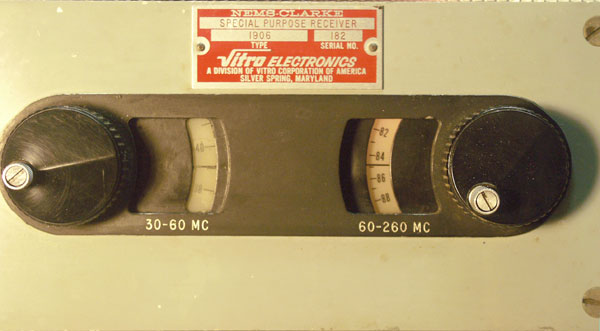 NEMS-CLARKE
SPECIAL PURPOSE RECEIVER
1906 182
TYPE SERIAL NO.
Vitro ELECTRONICS
A DIVISION OF VITRO CORPORATION OF AMERICA
SILVER SPRING, MARYLAND
40
82
84
86
88
30-60 MC 60-260 MC